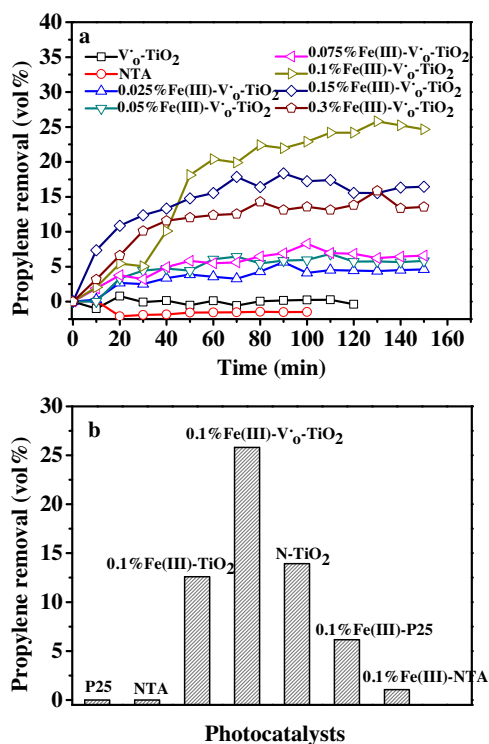 a
V˙o-TiO2
NTA
0.025%Fe(III)-V˙o-TiO2
0.05%Fe(III)-V˙o-TiO2
0.075%Fe(III)-V˙o-TiO2
0.1%Fe(III)-V˙o-TiO2
0.15%Fe(III)-V˙o-TiO2
0.3%Fe(III)-V˙o-TiO2
Propylene removal (vol%)
40
35
30
25
20
15
10
5
0
0 20 40 60 80 100 120 140 160
Time (min)
b
Propylene removal (vol%)
30
25
20
15
10
5
0
P25
NTA
0.1%Fe(III)-TiO2
0.1%Fe(III)-V˙o-TiO2
N-TiO2
0.1%Fe(III)-P25
0.1%Fe(III)-NTA
Photocatalysts